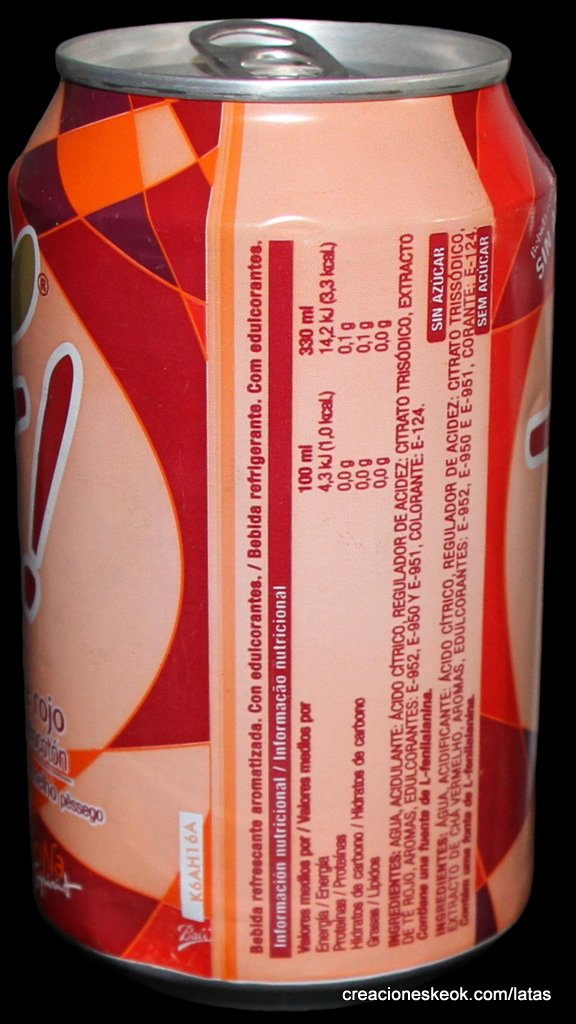 Bebida refrescante aromatizada. Con edulcorantes. / Bebida refrigerante. Com edulcorantes.
Información nutricional / Informação nutricional
Valores medios por / Valores medios por 100 ml 330 ml
Energía / Energia 4,3 kJ (1,0 kcal) 14,2 kJ (3,3 kcal)
Proteínas / Proteínas 0,0 g 0,1 g
Hidratos de carbono / Hidratos de carbono 0,0 g 0,1 g
Grasas / Lípidos 0,0 g 0,0 g
INGREDIENTES: AGUA, ACIDULANTE: ÁCIDO CÍTRICO, REGULADOR DE ACIDEZ: CITRATO TRISÓDICO, EXTRACTO
DE TÉ ROJO, AROMAS, EDULCORANTES: E-952, E-950 Y E-951, COLORANTE: E-124.
Contiene una fuente de L-fenilalanina.
SIN AZÚCAR
INGREDIENTES: ÁGUA, ACIDIFICANTE: ÁCIDO CÍTRICO, REGULADOR DE ACIDEZ: CITRATO TRISSÓDICO,
EXTRACTO DE CHÁ VERMELHO, AROMAS, EDULCORANTES: E-952, E-950 E E-951, CORANTE: E-124.
Contém uma fonte de L-fenilalanina.
SEM AÇÚCAR
®
rojo
pêssego
K6AH16A
Bebida
SIN
creacioneskeok.com/latas